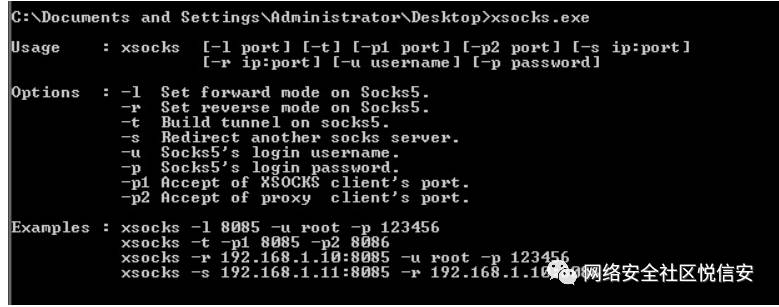 C:\Documents and Settings\Administrator\Desktop>xsocks.exe
Usage : xsocks [-l port] [-t] [-p1 port] [-p2 port] [-s ip:port]
[-r ip:port] [-u username] [-p password]
Options : -l Set forward mode on Socks5.
-r Set reverse mode on Socks5.
-t Build tunnel on socks5.
-s Redirect another socks server.
-u Socks5's login username.
-p Socks5's login password.
-p1 Accept of XSOCKS client's port.
-p2 Accept of proxy client's port.
Examples : xsocks -l 8085 -u root -p 123456
xsocks -t -p1 8085 -p2 8086
xsocks -r 192.168.1.10:8085 -u root -p 123456
xsocks -s 192.168.1.11:8085 -r 192.168.1.10
网络安全社区悦信安